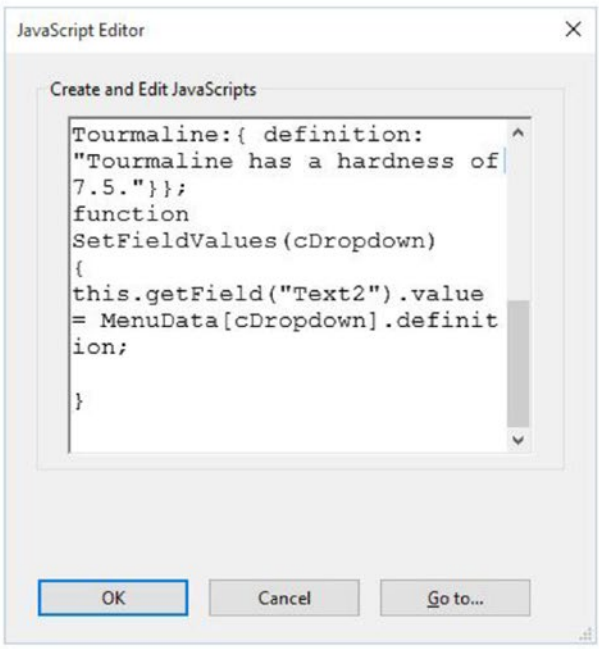 JavaScript Editor
Create and Edit JavaScripts
Tourmaline:{ definition:
"Tourmaline has a hardness of
7.5."}};
function
SetFieldValues(cDropdown)
{
this.getField("Text2").value
= MenuData[cDropdown].definit
ion;
}
OK Cancel Go to...